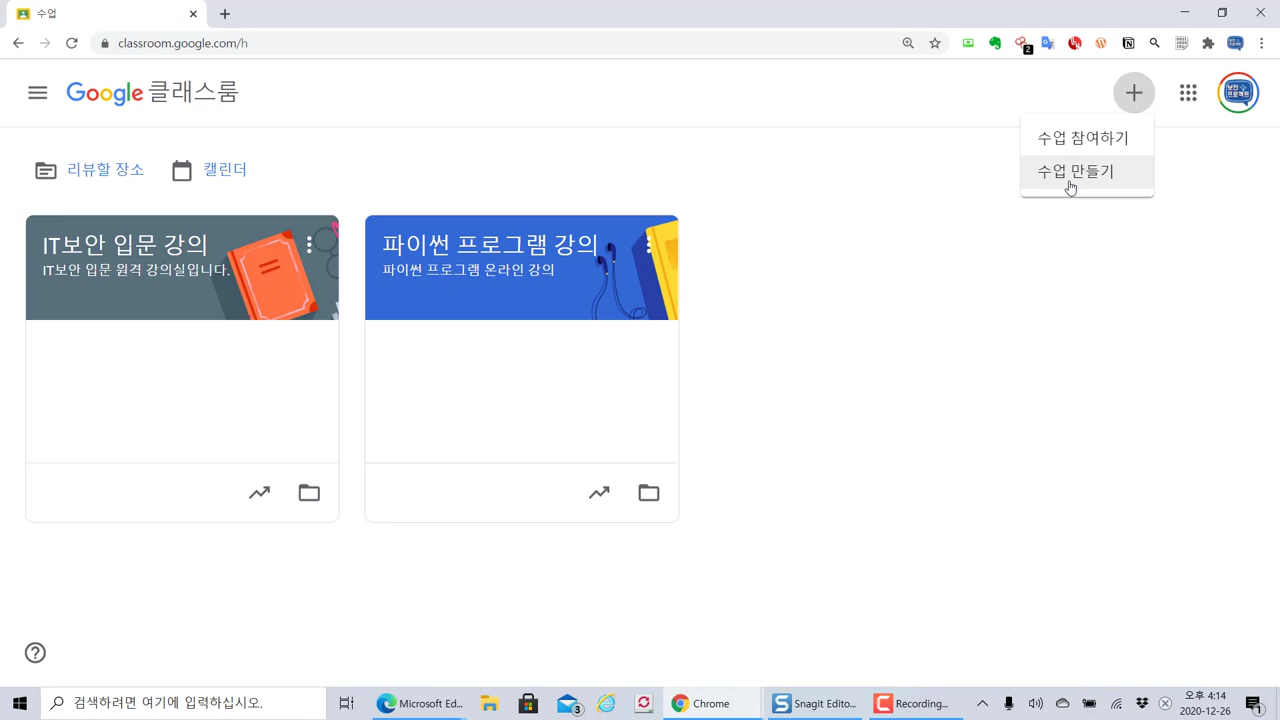 수업
classroom.google.com/h
2
Google 클래스룸
수업 참여하기
수업 만들기
리뷰할 장소
캘린더
IT보안 입문 강의
IT보안 입문 원격 강의실입니다.
파이썬 프로그램 강의
파이썬 프로그램 온라인 강의
검색하려면 여기에 입력하십시오.
Microsoft Ed...
3
Chrome
Snagit Edito...
Recording...
오후 4:14
2020-12-26
1